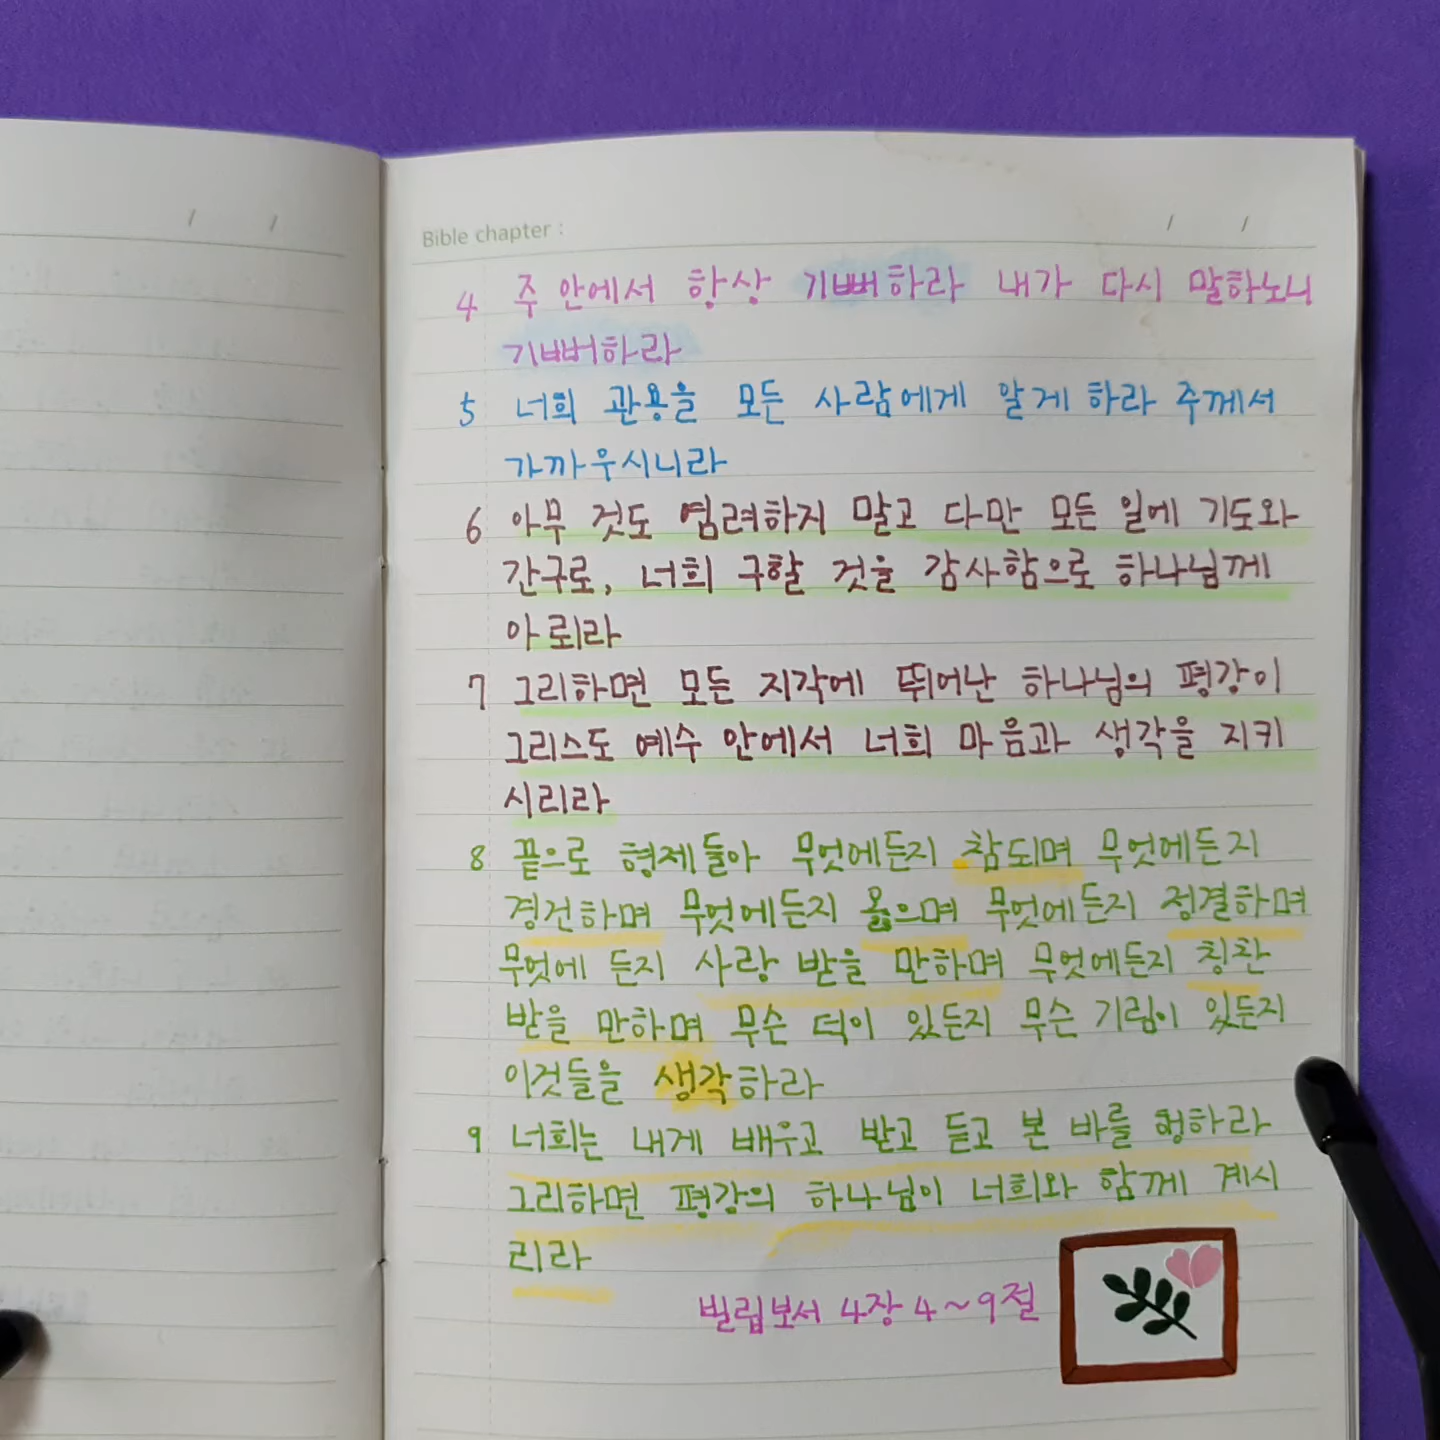 / /
Bible chapter : / /
4 주 안에서 항상 기뻐하라 내가 다시 말하노니
기뻐하라
5 너희 관용을 모든 사람에게 알게 하라 주께서
가까우시니라
6 아무 것도 염려하지 말고 다만 모든 일에 기도와
간구로, 너희 구할 것을 감사함으로 하나님께
아뢰라
7 그리하면 모든 지각에 뛰어난 하나님의 평강이
그리스도 예수 안에서 너희 마음과 생각을 지키
시리라
8 끝으로 형제들아 무엇에든지 참되며 무엇에든지
경건하며 무엇에든지 옳으며 무엇에든지 정결하며
무엇에 든지 사랑 받을 만하며 무엇에든지 칭찬
받을 만하며 무슨 덕이 있든지 무슨 기림이 있든지
이것들을 생각하라
9 너희는 내게 배우고 받고 듣고 본 바를 행하라
그리하면 평강의 하나님이 너희와 함께 계시
리라
빌립보서 4장 4~9절